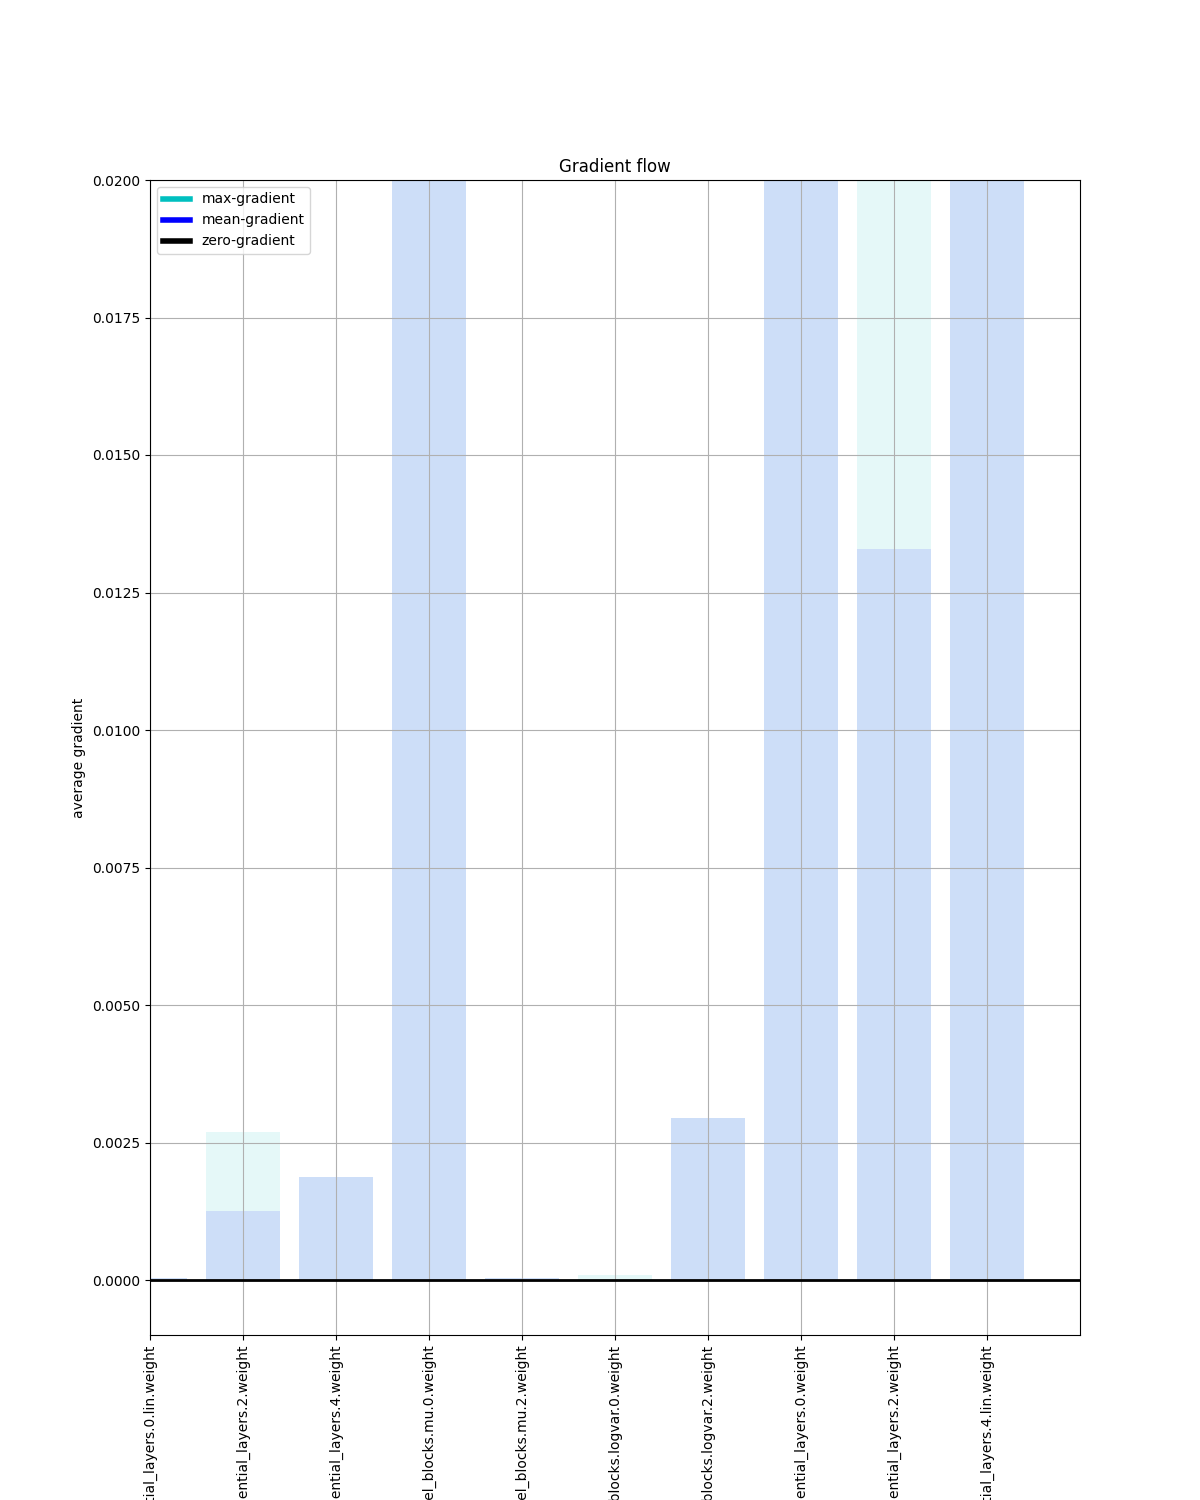 Gradient flow
max-gradient
mean-gradient
zero-gradient
0.0200
0.0175
0.0150
0.0125
0.0100
0.0075
0.0050
0.0025
0.0000
average gradient
tial_layers.0.lin.weight
ential_layers.2.weight
ential_layers.4.weight
el_blocks.mu.0.weight
el_blocks.mu.2.weight
blocks.logvar.0.weight
blocks.logvar.2.weight
ential_layers.0.weight
ential_layers.2.weight
tial_layers.4.lin.weight